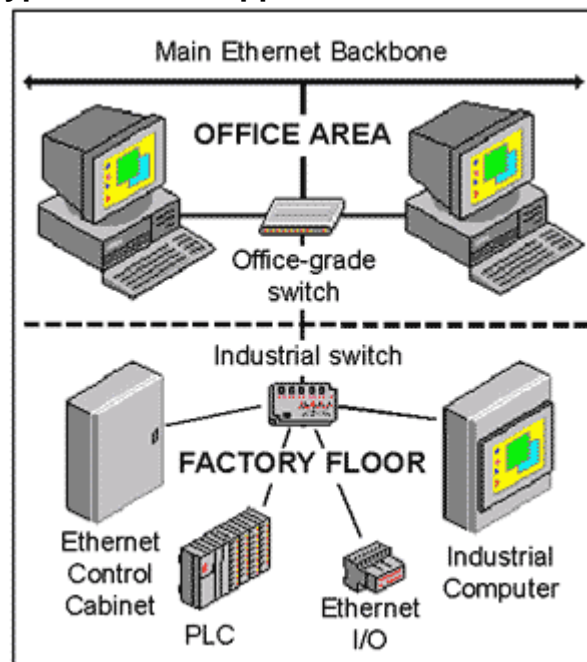 Main Ethernet Backbone
OFFICE AREA
Office-grade
switch
Industrial switch
FACTORY FLOOR
Ethernet
Control
Cabinet
PLC
Ethernet
I/O
Industrial
Computer